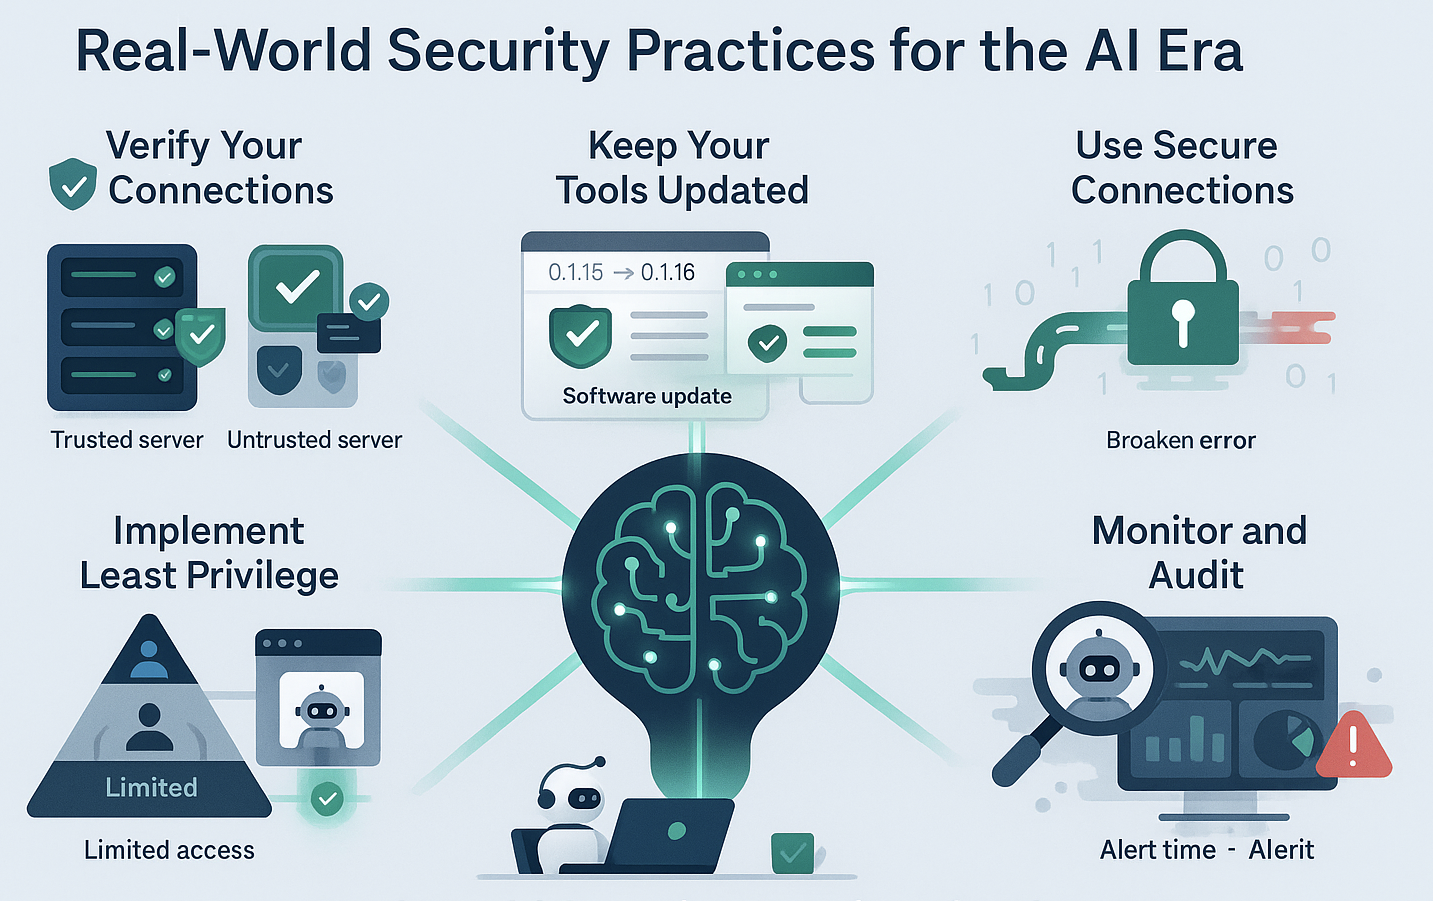 Real-World Security Practices for the AI Era
Verify Your
Connections
Trusted server
Untrusted server
Keep Your
Tools Updated
0.1.15 → 0.1.16
Software update
Use Secure
Connections
1 1 0 0
1
1 0 1
1
1 0 1
Broaken error
Implement
Least Privilege
Limited
Limited access
Monitor and
Audit
Alert time - Alerit